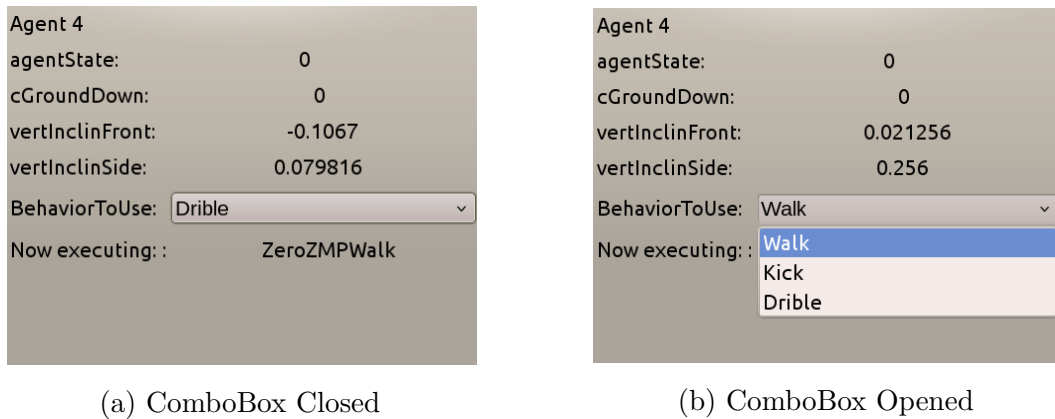 Agent 4
agentState: 0
cGroundDown: 0
vertInclinFront: -0.1067
vertInclinSide: 0.079816
BehaviorToUse: Drible
Now executing: : ZeroZMPWalk
(a) ComboBox Closed
Agent 4
agentState: 0
cGroundDown: 0
vertInclinFront: 0.021256
vertInclinSide: 0.256
BehaviorToUse: Walk
Now executing: : Walk
Kick
Drible
(b) ComboBox Opened